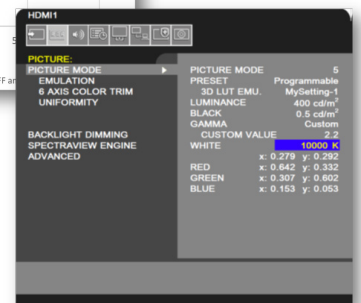 HDMI1
PICTURE:
PICTURE MODE
EMULATION
6 AXIS COLOR TRIM
UNIFORMITY
BACKLIGHT DIMMING
SPECTRAVIEW ENGINE
ADVANCED
PICTURE MODE 5
PRESET Programmable
3D LUT EMU. MySetting-1
LUMINANCE 400 cd/m²
BLACK 0.5 cd/m²
GAMMA Custom
CUSTOM VALUE 2.2
WHITE 10000 K
x: 0.279 y: 0.292
RED x: 0.642 y: 0.332
GREEN x: 0.307 y: 0.602
BLUE x: 0.153 y: 0.053